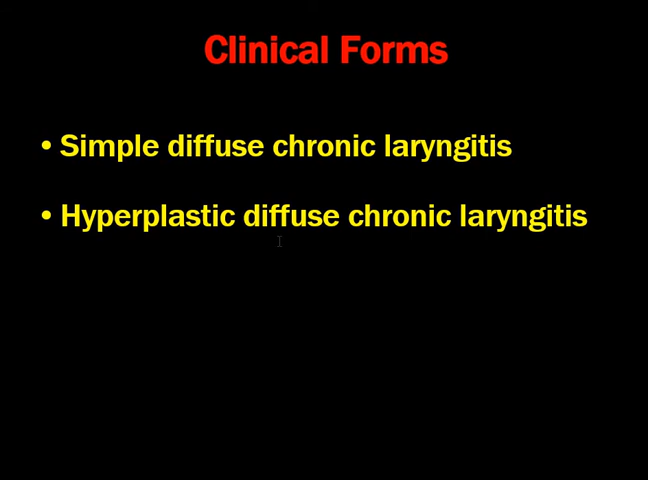 Clinical Forms
• Simple diffuse chronic laryngitis
• Hyperplastic diffuse chronic laryngitis